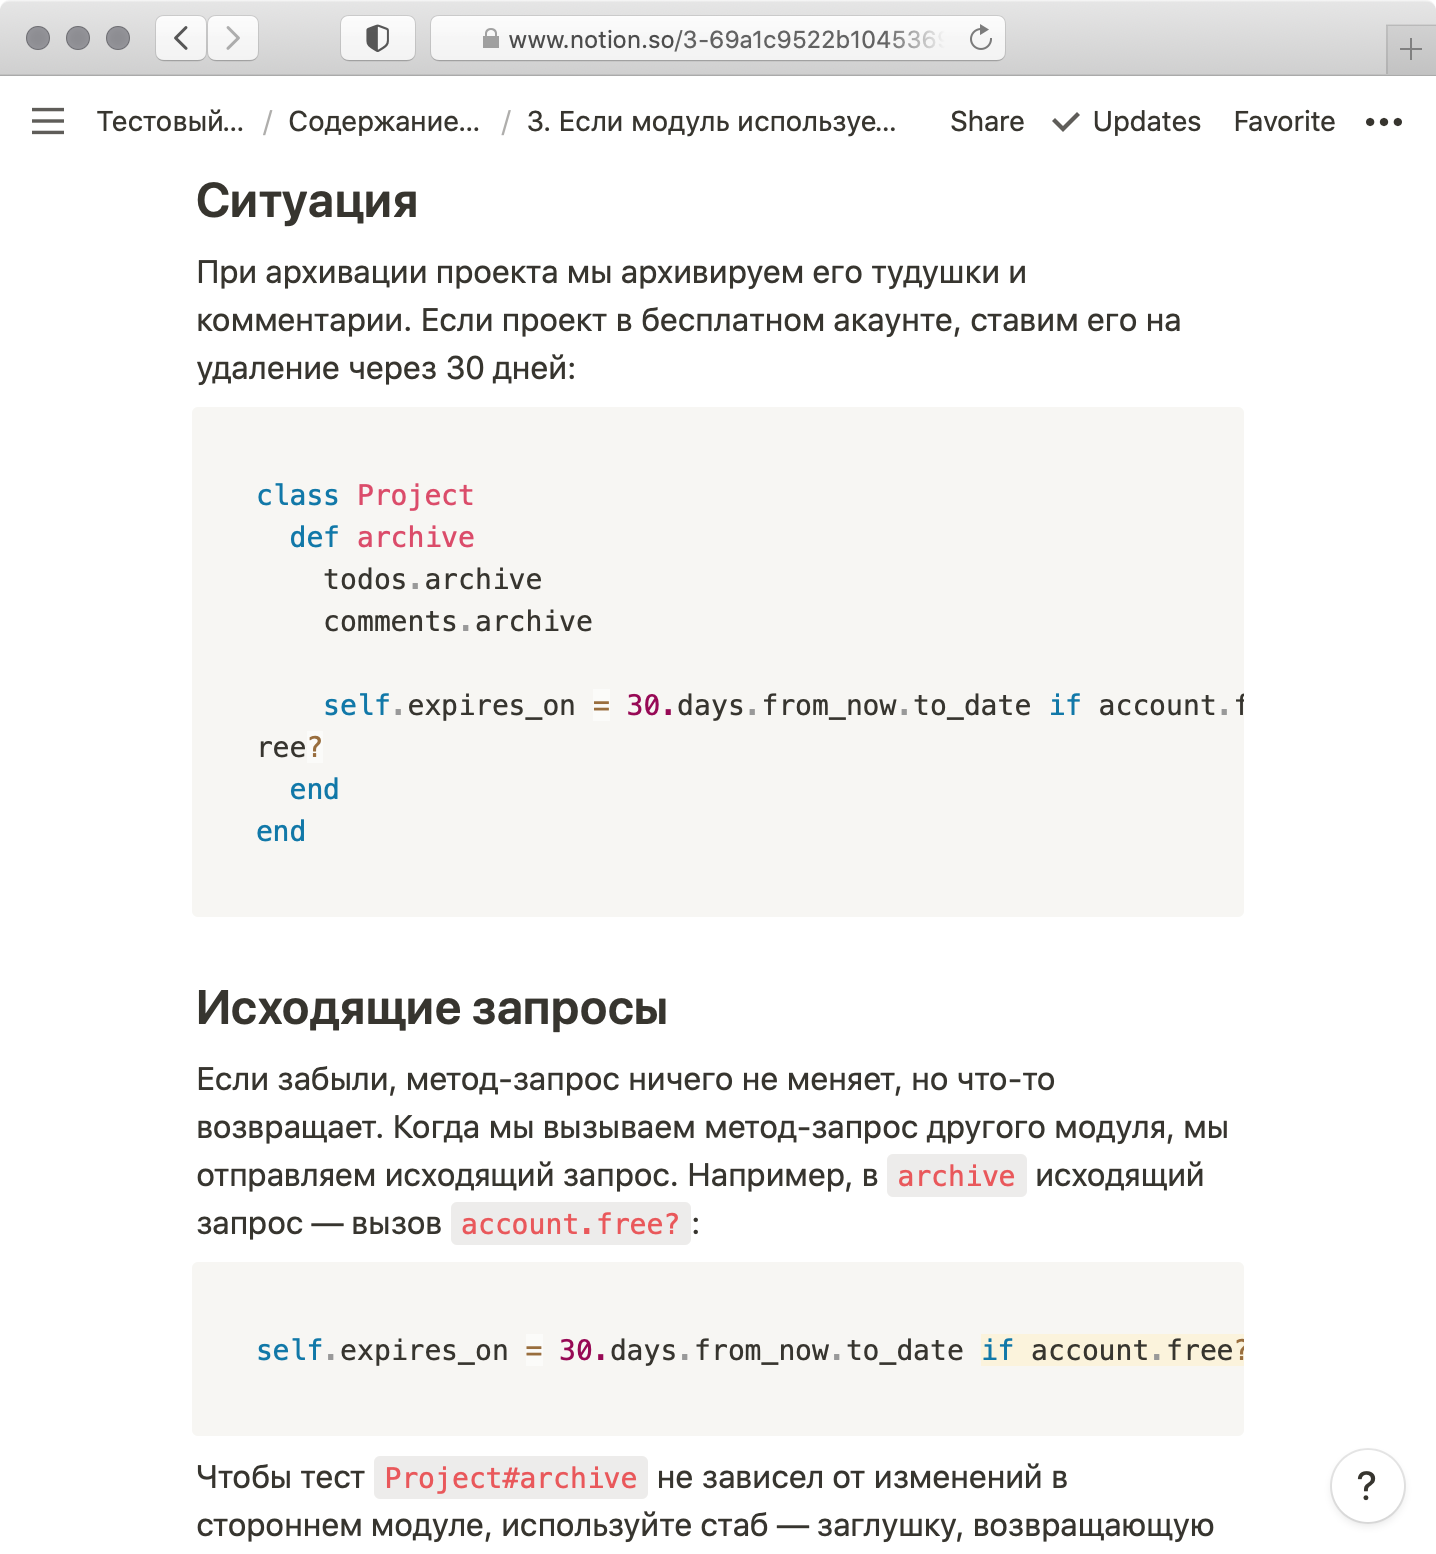 www.notion.so/3-69a1c9522b104536
Тестовый... / Содержание... / 3. Если модуль используе... Share Updates Favorite •••
Ситуация
При архивации проекта мы архивируем его тудушки и
комментарии. Если проект в бесплатном акаунте, ставим его на
удаление через 30 дней:
class Project
def archive
todos.archive
comments.archive
self.expires_on = 30.days.from_now.to_date if account.f
ree?
end
end
Исходящие запросы
Если забыли, метод-запрос ничего не меняет, но что-то
возвращает. Когда мы вызываем метод-запрос другого модуля, мы
отправляем исходящий запрос. Например, в archive исходящий
запрос — вызов account.free? :
self.expires_on = 30.days.from_now.to_date if account.free?
Чтобы тест Project#archive не зависел от изменений в
стороннем модуле, используйте стаб — заглушку, возвращающую
?